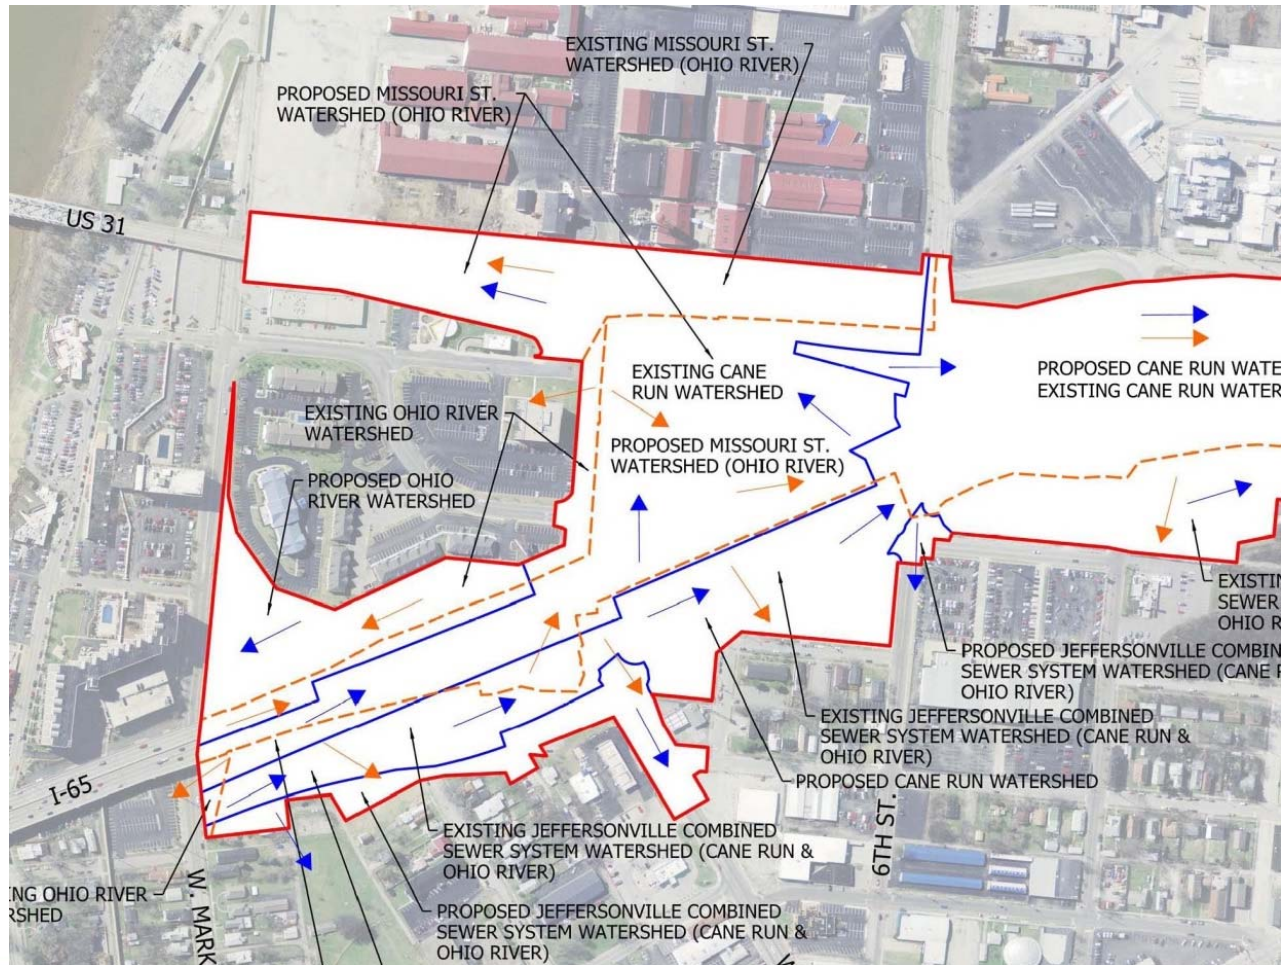 EXISTING MISSOURI ST.
WATERSHED (OHIO RIVER)
PROPOSED MISSOURI ST.
WATERSHED (OHIO RIVER)
US 31
EXISTING CANE
RUN WATERSHED
PROPOSED CANE RUN WATE
EXISTING CANE RUN WATER
EXISTING OHIO RIVER
WATERSHED
PROPOSED MISSOURI ST.
WATERSHED (OHIO RIVER)
PROPOSED OHIO
RIVER WATERSHED
EXISTIN
SEWER
OHIO R
PROPOSED JEFFERSONVILLE COMBIN
SEWER SYSTEM WATERSHED (CANE R
OHIO RIVER)
EXISTING JEFFERSONVILLE COMBINED
SEWER SYSTEM WATERSHED (CANE RUN &
OHIO RIVER)
PROPOSED CANE RUN WATERSHED
I-65
6TH ST.
EXISTING JEFFERSONVILLE COMBINED
SEWER SYSTEM WATERSHED (CANE RUN &
OHIO RIVER)
ING OHIO RIVER
RSHED
W. MARK
PROPOSED JEFFERSONVILLE COMBINED
SEWER SYSTEM WATERSHED (CANE RUN &
OHIO RIVER)